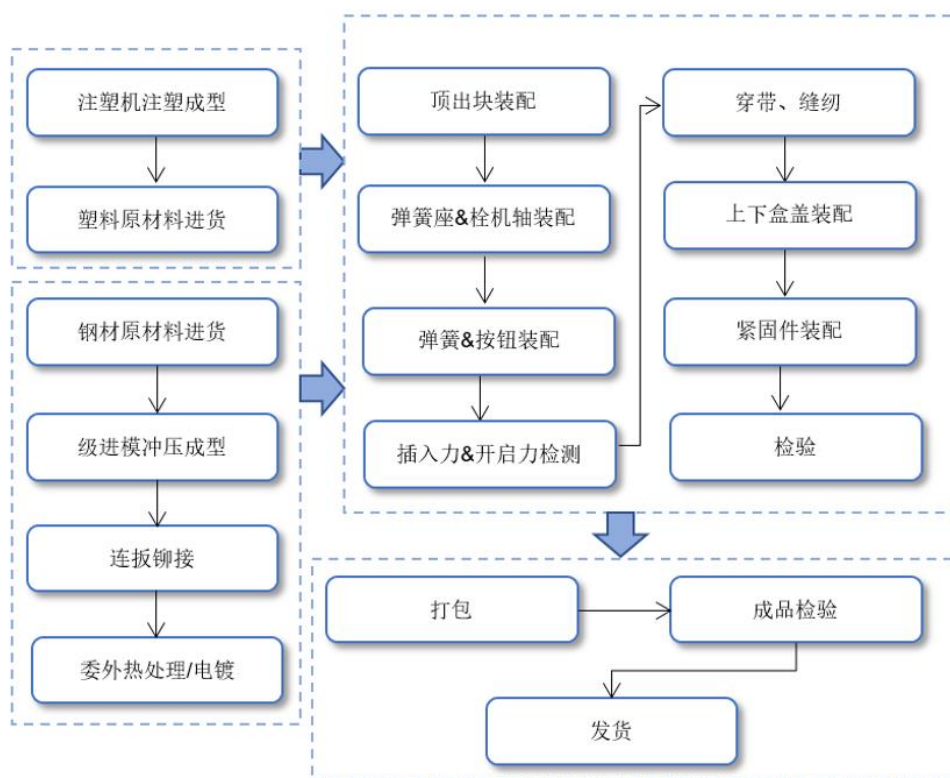 注塑机注塑成型
塑料原材料进货
钢材原材料进货
级进模冲压成型
连扳铆接
委外热处理/电镀
顶出块装配
弹簧座&栓机轴装配
弹簧&按钮装配
插入力&开启力检测
穿带、缝纫
上下盒盖装配
紧固件装配
检验
打包
成品检验
发货